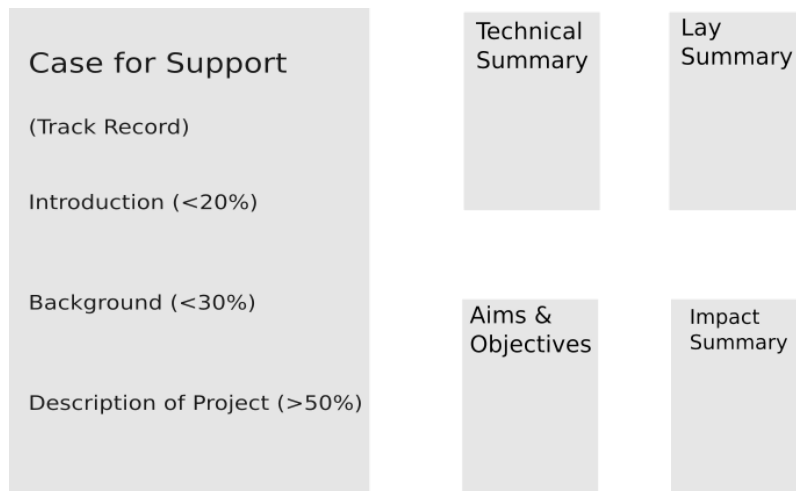 Case for Support
(Track Record)
Introduction (<20%)
Background (<30%)
Description of Project (>50%)
Technical
Summary
Lay
Summary
Aims &
Objectives
Impact
Summary